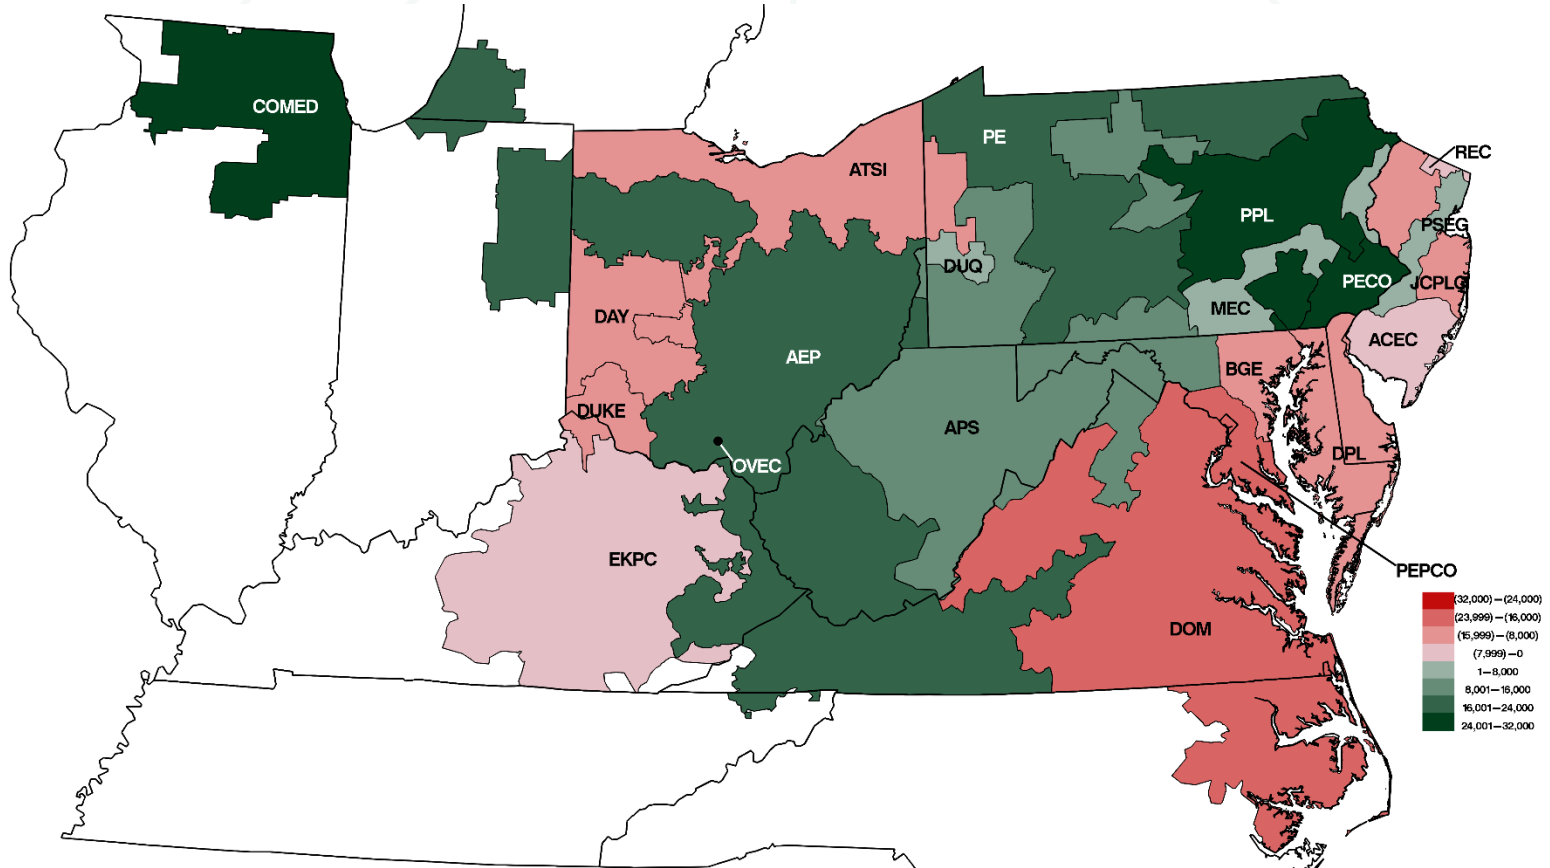 COMED
PE
REC
ATSI
PPL
PSEG
DUQ
PECO
JCPLC
MEC
DAY
ACEC
AEP
BGE
DUKE
APS
DPL
OVEC
EKPC
PEPCO
DOM
(32,000)—(24,000)
(23,999)—(16,000)
(15,999)—(8,000)
(7,999)—0
1—8,000
8,001—16,000
16,001—24,000
24,001—32,000